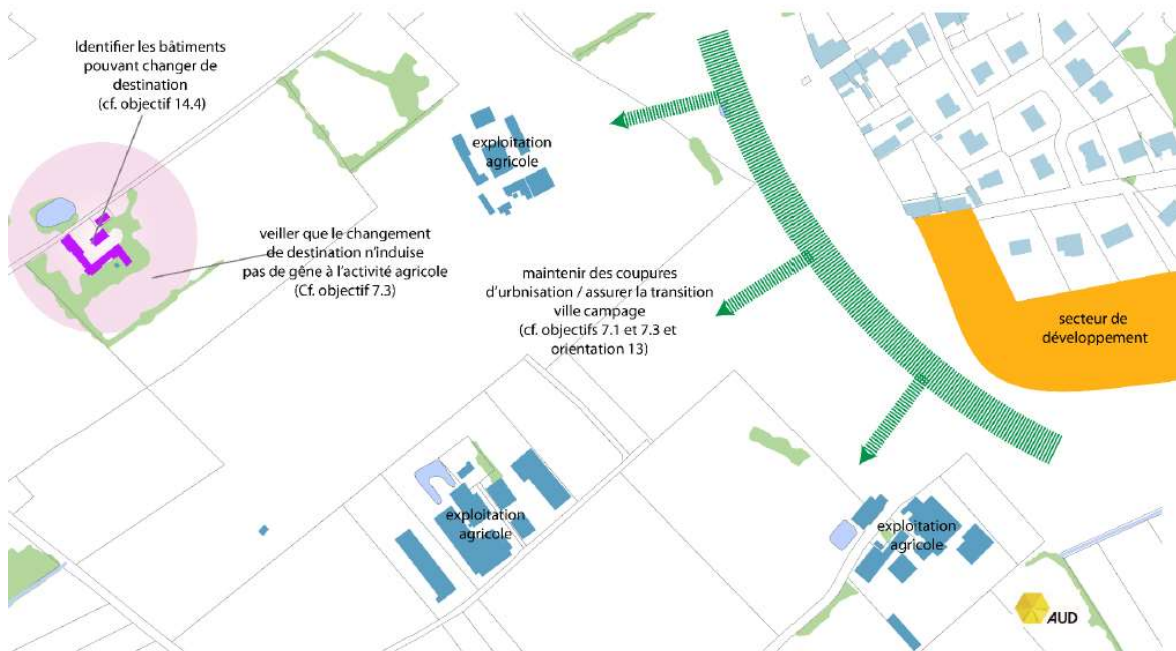 Identifier les bâtiments
pouvant changer de
destination
(cf. objectif 14.4)
exploitation
agricole
veiller que le changement
de destination n'induise
pas de gêne à l'activité agricole
(Cf. objectif 7.3)
maintenir des coupures
d'urbnisation / assurer la transition
ville campage
(cf. objectifs 7.1 et 7.3 et
orientation 13)
secteur de
développement
exploitation
agricole
exploitation
agricole
AUD